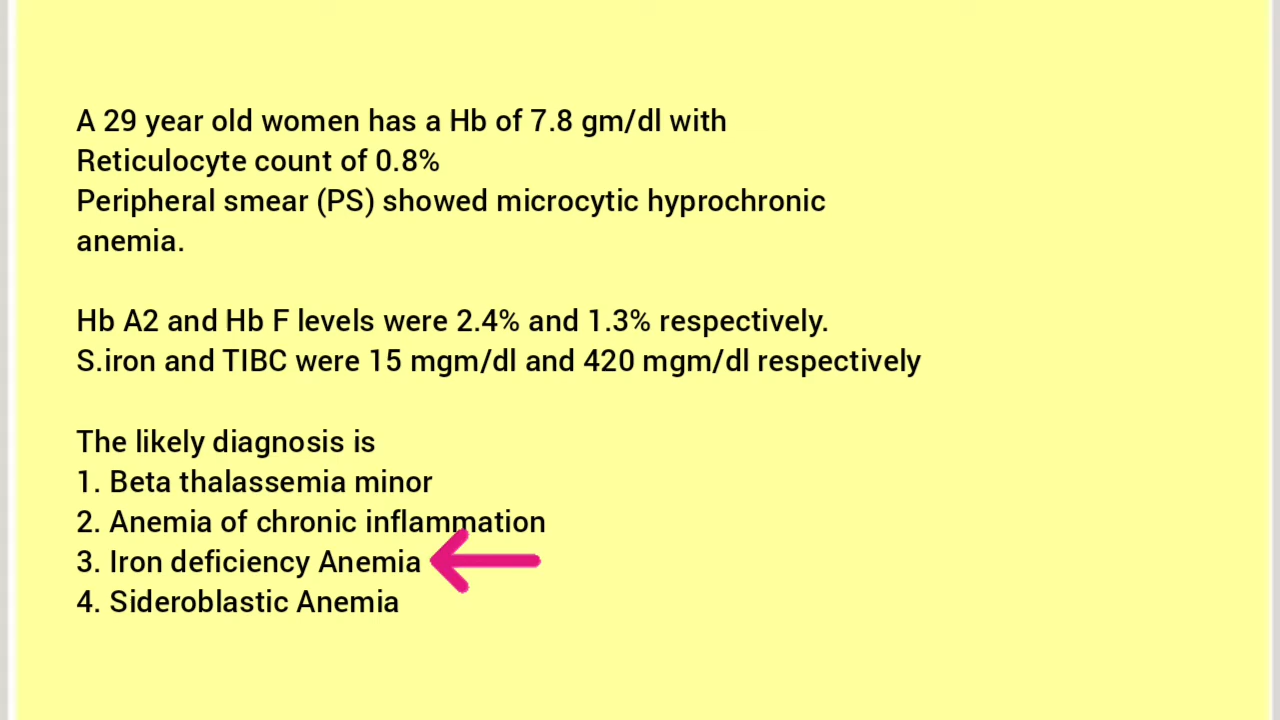 A 29 year old women has a Hb of 7.8 gm/dl with
Reticulocyte count of 0.8%
Peripheral smear (PS) showed microcytic hyprochronic
anemia.
Hb A2 and Hb F levels were 2.4% and 1.3% respectively.
S.iron and TIBC were 15 mgm/dl and 420 mgm/dl respectively
The likely diagnosis is
1. Beta thalassemia minor
2. Anemia of chronic inflammation
3. Iron deficiency Anemia
4. Sideroblastic Anemia